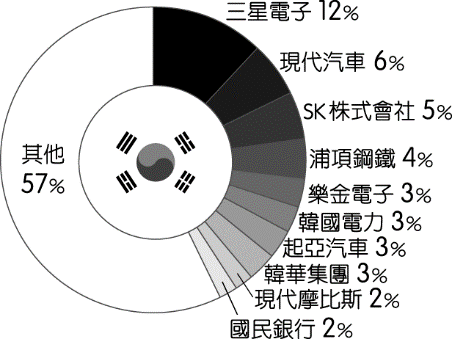 三星電子 12%
現代汽車 6%
SK株式會社 5%
浦項鋼鐵 4%
樂金電子 3%
韓國電力 3%
起亞汽車 3%
韓華集團 3%
現代摩比斯 2%
國民銀行 2%
其他
57%